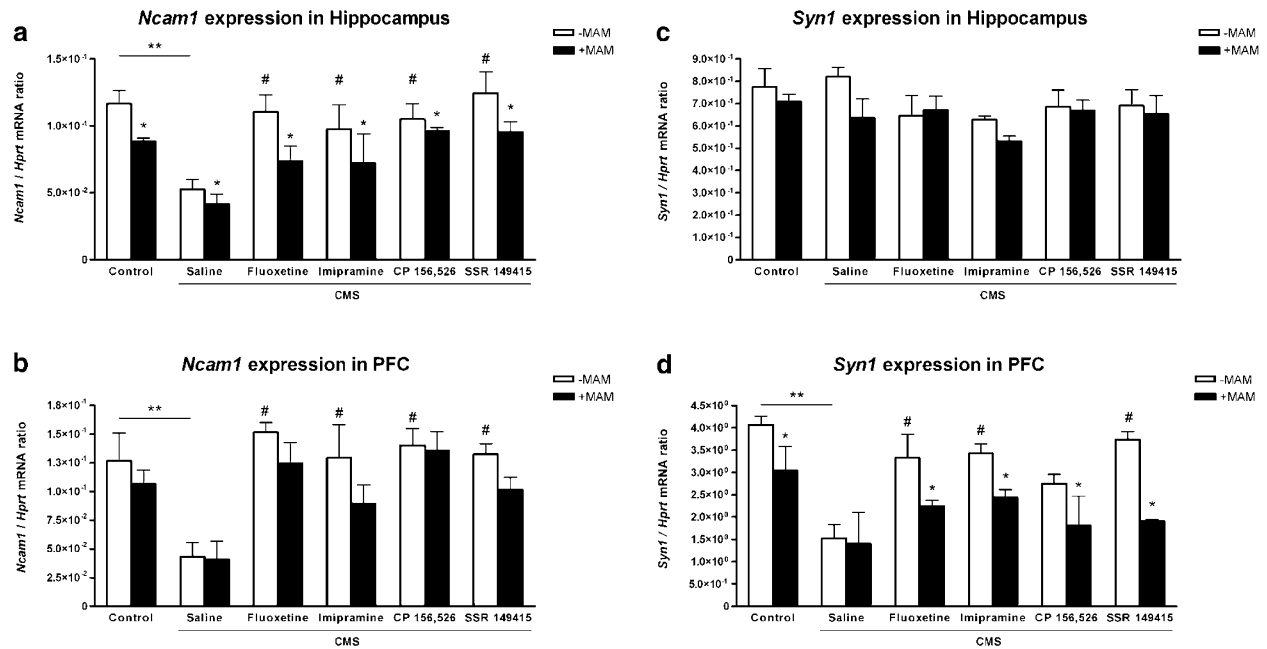 a
Ncam1 expression in Hippocampus
-MAM
+MAM
Ncam1 / Hprt mRNA ratio
1.5×10⁻¹
1.0×10⁻¹
5.0×10⁻²
0
**
*
*
#
*
#
*
#
*
#
*
Control Saline Fluoxetine Imipramine CP 156,526 SSR 149415
CMS
c
Syn1 expression in Hippocampus
-MAM
+MAM
Syn1 / Hprt mRNA ratio
9.0×10⁻¹
8.0×10⁻¹
7.0×10⁻¹
6.0×10⁻¹
5.0×10⁻¹
4.0×10⁻¹
3.0×10⁻¹
2.0×10⁻¹
1.0×10⁻¹
0
Control Saline Fluoxetine Imipramine CP 156,526 SSR 149415
CMS
b
Ncam1 expression in PFC
-MAM
+MAM
Ncam1 / Hprt mRNA ratio
1.8×10⁻¹
1.5×10⁻¹
1.3×10⁻¹
1.0×10⁻¹
7.5×10⁻²
5.0×10⁻²
2.5×10⁻²
0
**
#
#
#
#
Control Saline Fluoxetine Imipramine CP 156,526 SSR 149415
CMS
d
Syn1 expression in PFC
-MAM
+MAM
Syn1 / Hprt mRNA ratio
4.5×10⁰
4.0×10⁰
3.5×10⁰
3.0×10⁰
2.5×10⁰
2.0×10⁰
1.5×10⁰
1.0×10⁰
5.0×10⁻¹
0
**
*
#
*
#
*
*
#
*
Control Saline Fluoxetine Imipramine CP 156,526 SSR 149415
CMS